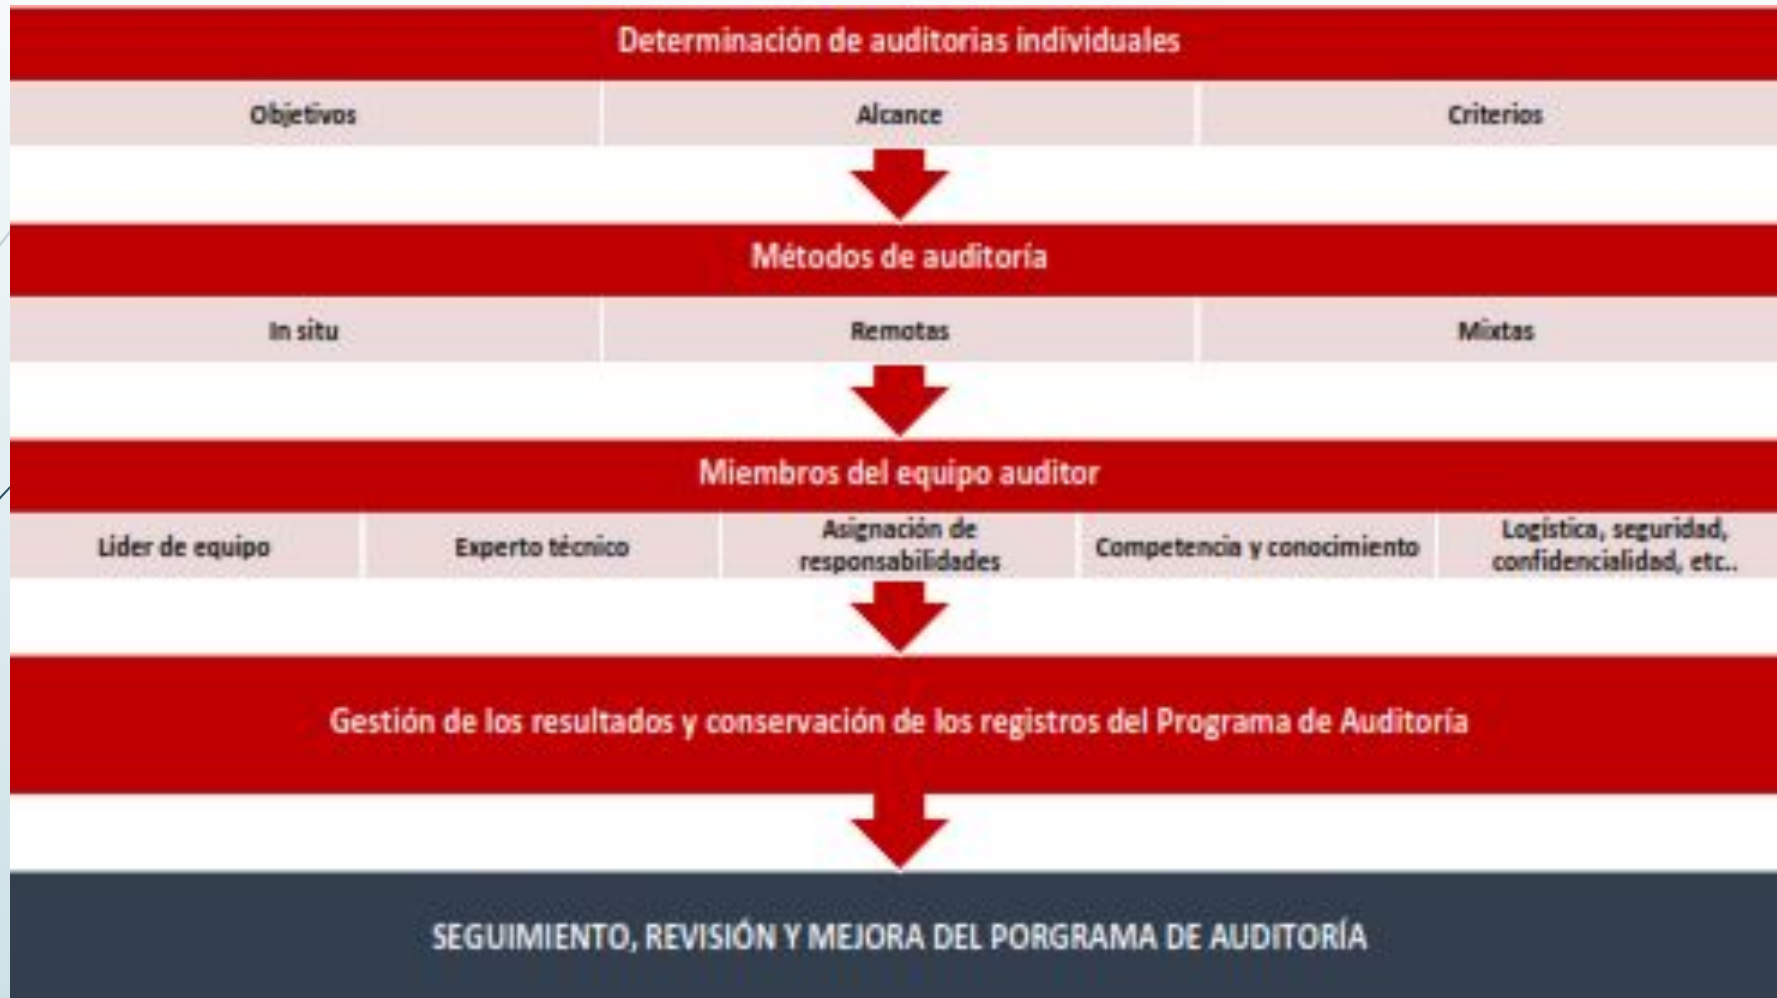 Determinación de auditorias individuales
Objetivos
Alcance
Criterios
Métodos de auditoría
In situ
Remotas
Mixtas
Miembros del equipo auditor
Lider de equipo
Experto técnico
Asignación de
responsabilidades
Competencia y conocimiento
Logística, seguridad,
confidencialidad, etc..
Gestión de los resultados y conservación de los registros del Programa de Auditoría
SEGUIMIENTO, REVISIÓN Y MEJORA DEL PORGRAMA DE AUDITORÍA